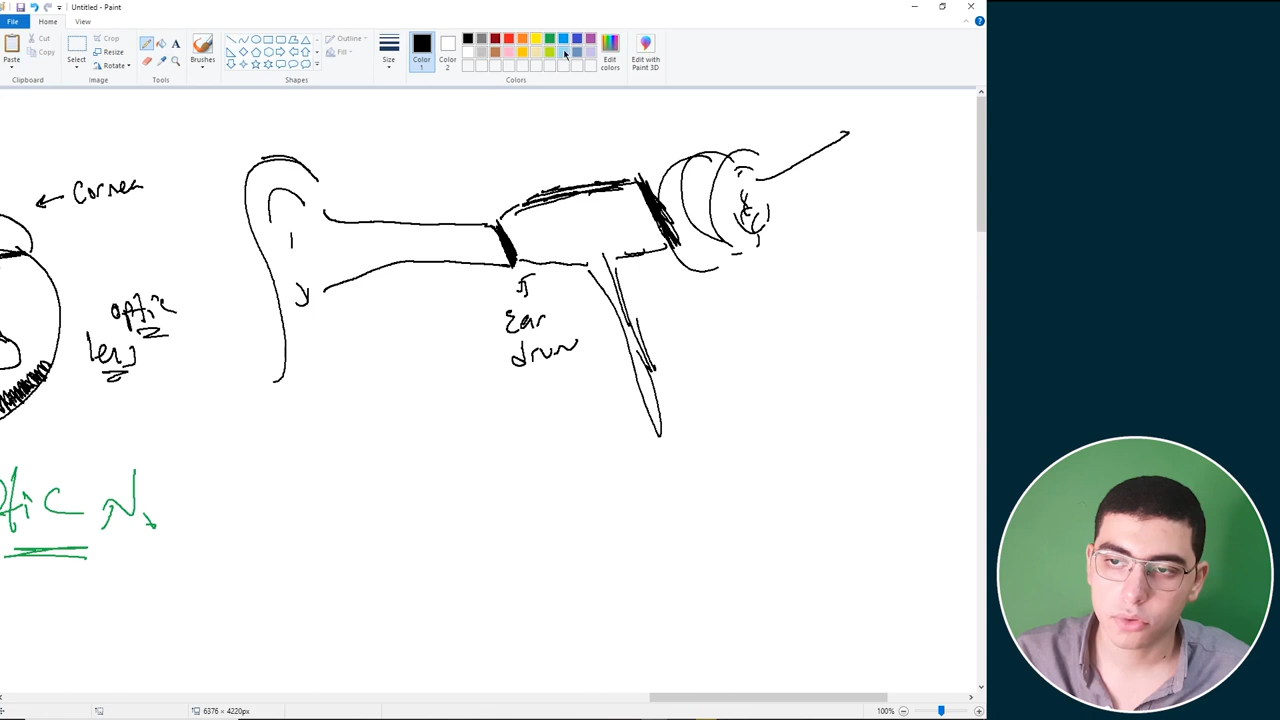 Untitled - Paint
File Home View
Paste
Cut
Copy
Clipboard
Select
Crop
Resize
Rotate
Image
Tools
Brushes
Shapes
Outline
Fill
Size
Color 1
Color 2
Colors
Edit colors
Edit with Paint 3D
← Cornea
optic
lens
Ear
drum
N.
6376 × 4220px
100%